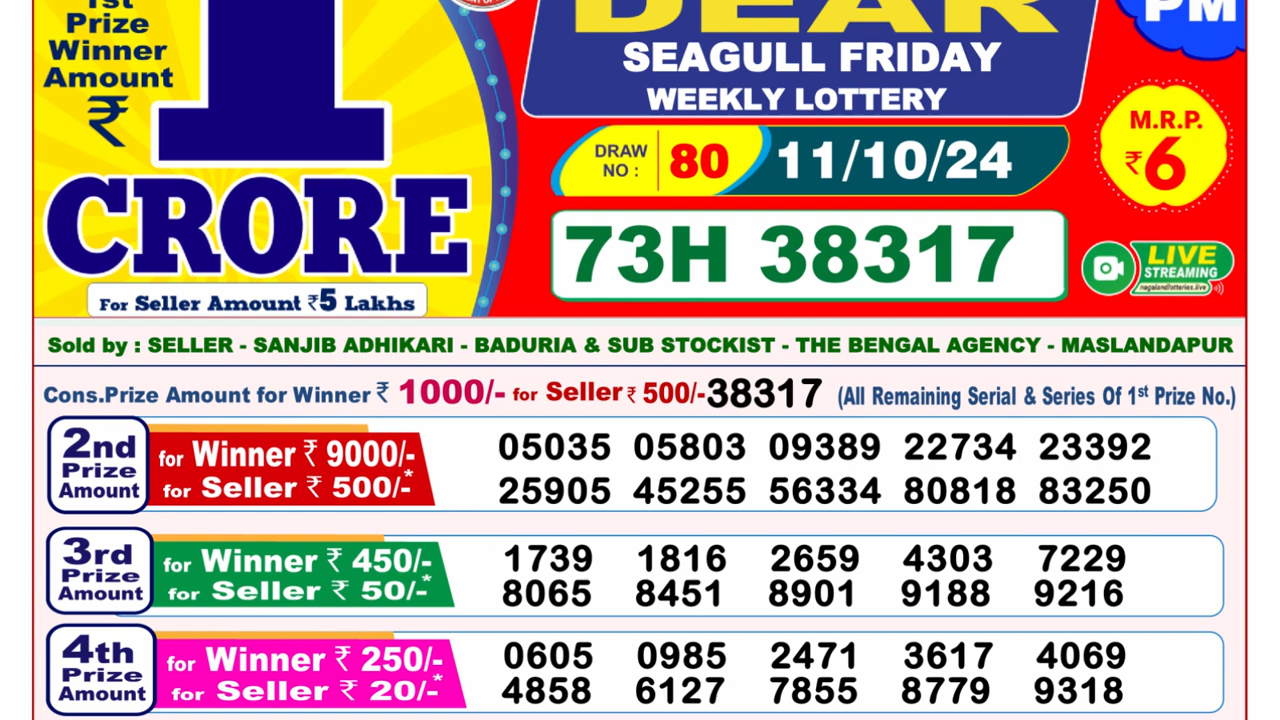 1st
Prize
Winner
Amount
₹
1
CRORE
For Seller Amount ₹5 Lakhs
DEAR
SEAGULL FRIDAY
WEEKLY LOTTERY
PM
DRAW NO : 80 11/10/24
M.R.P.
₹6
73H 38317
LIVE
STREAMING
nagalandlotteries.live
Sold by : SELLER - SANJIB ADHIKARI - BADURIA & SUB STOCKIST - THE BENGAL AGENCY - MASLANDAPUR
Cons.Prize Amount for Winner ₹ 1000/- for Seller ₹ 500/- 38317 (All Remaining Serial & Series Of 1st Prize No.)
2nd
Prize
Amount
for Winner ₹ 9000/-
for Seller ₹ 500/-*
05035 05803 09389 22734 23392
25905 45255 56334 80818 83250
3rd
Prize
Amount
for Winner ₹ 450/-
for Seller ₹ 50/-*
1739 1816 2659 4303 7229
8065 8451 8901 9188 9216
4th
Prize
Amount
for Winner ₹ 250/-
for Seller ₹ 20/-*
0605 0985 2471 3617 4069
4858 6127 7855 8779 9318